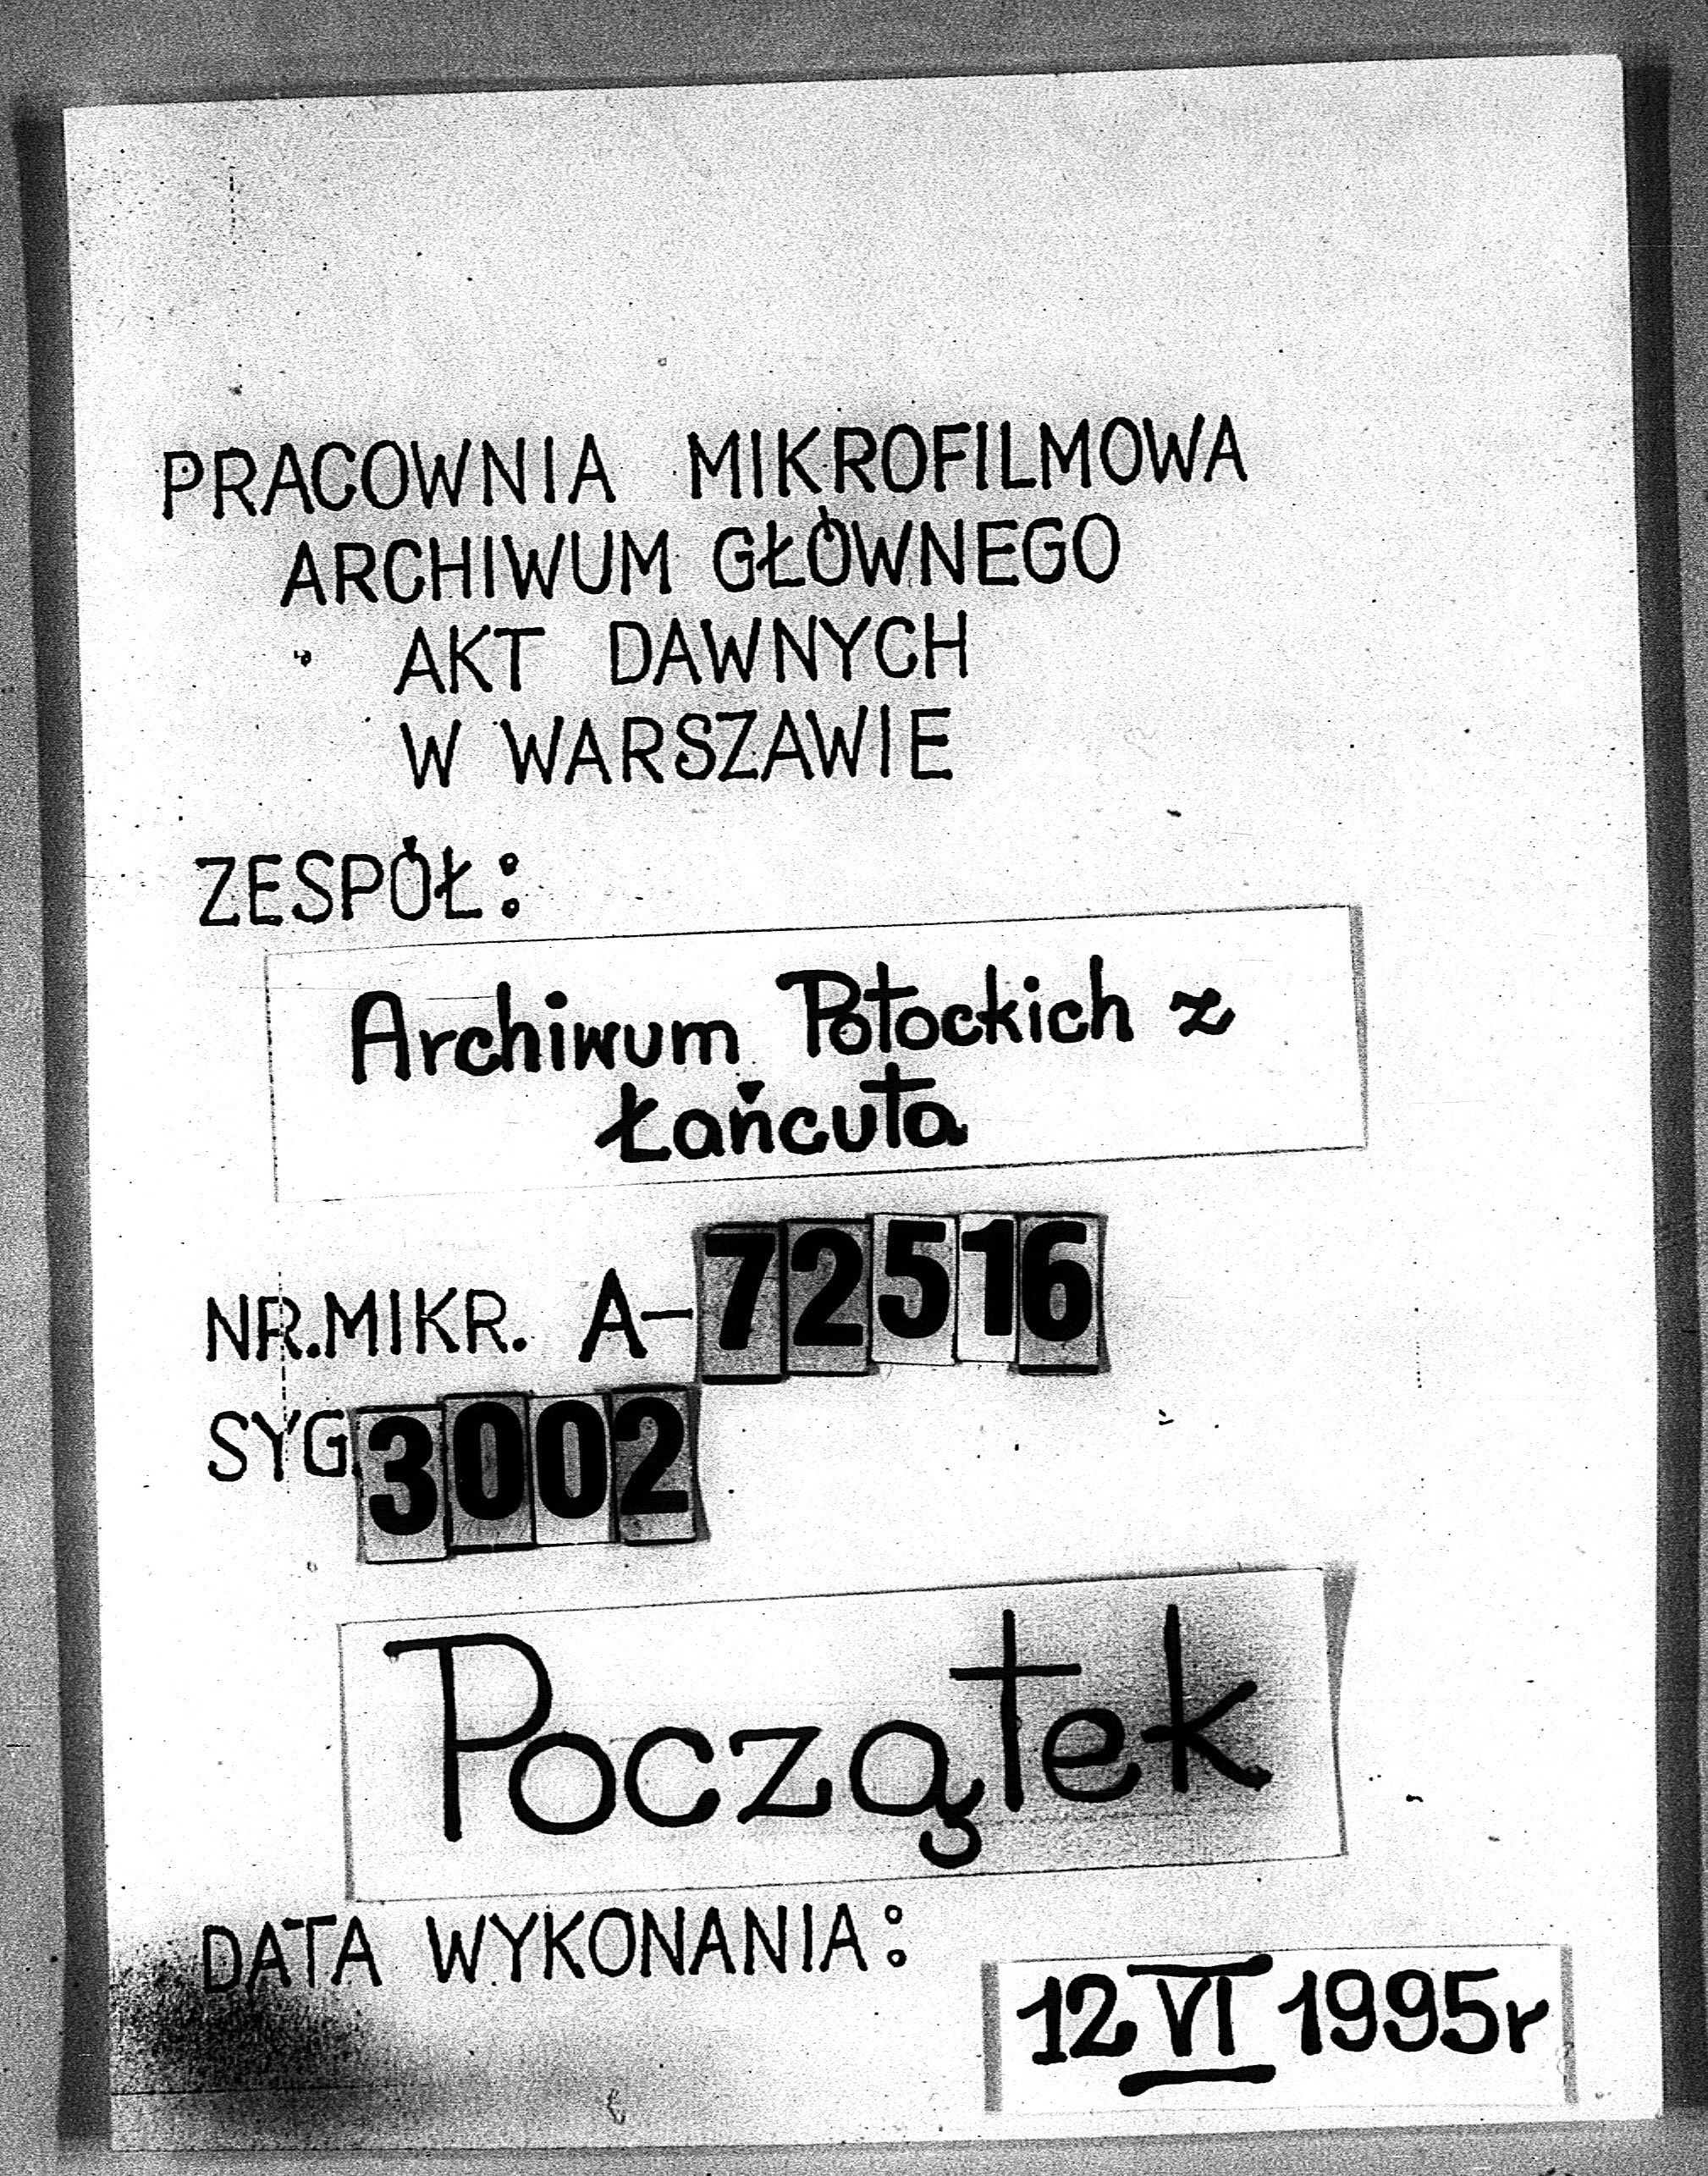 PRACOWNIA MIKROFILMOWA
ARCHIWUM GŁÓWNEGO
AKT DAWNYCH
W WARSZAWIE
ZESPÓŁ:
Archiwum Potockich z
Łańcuta
NR.MIKR. A-72516
SYG.3002
Początek
DATA WYKONANIA:
12 VI 1995r